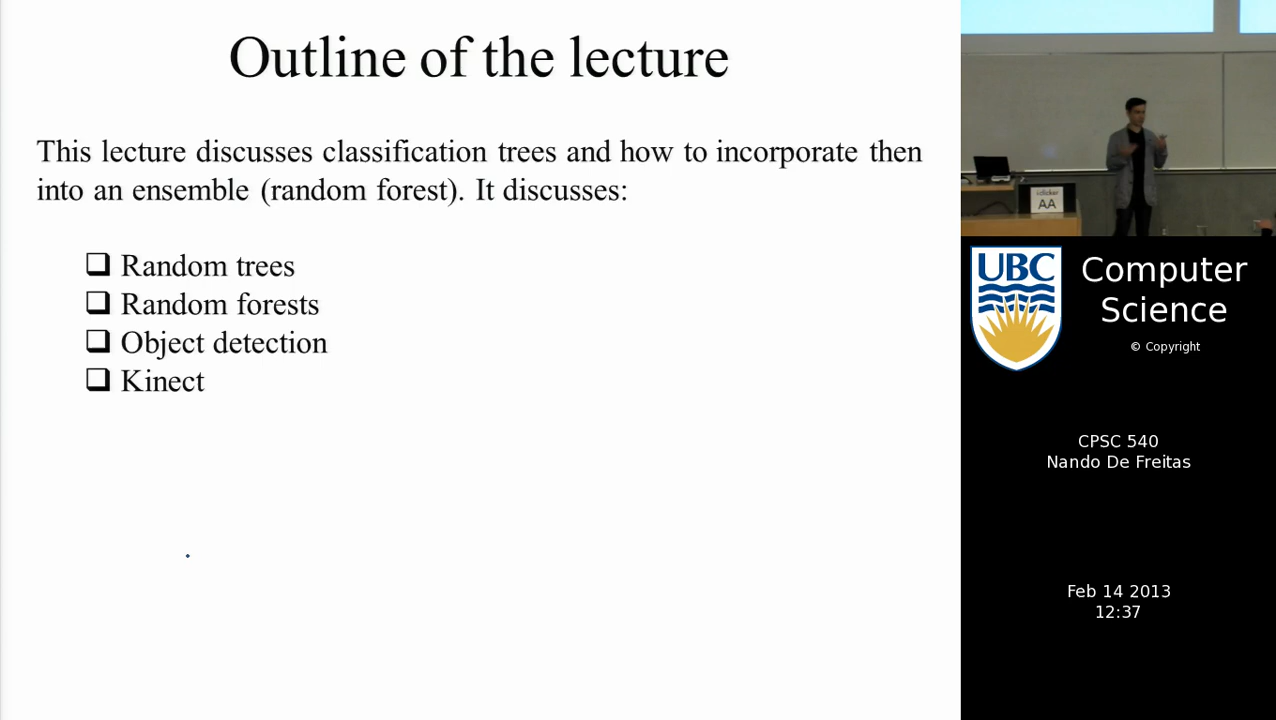 Outline of the lecture
This lecture discusses classification trees and how to incorporate then
into an ensemble (random forest). It discusses:
❑ Random trees
❑ Random forests
❑ Object detection
❑ Kinect
i clicker
AA
UBC
Computer
Science
© Copyright
CPSC 540
Nando De Freitas
Feb 14 2013
12:37